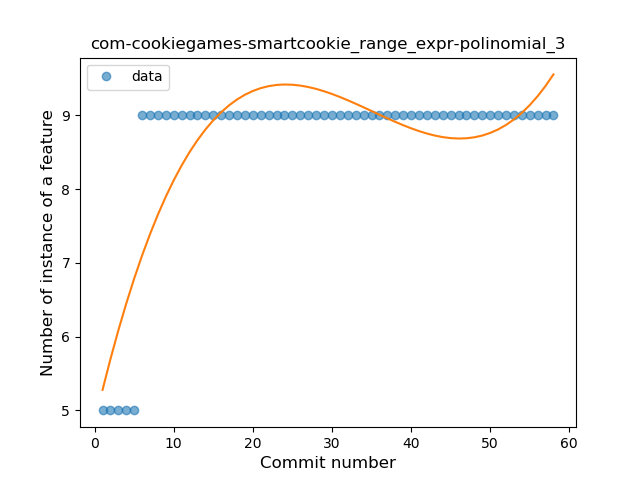 com-cookiegames-smartcookie_range_expr-polinomial_3
data
Number of instance of a feature
9
8
7
6
5
0 10 20 30 40 50 60
Commit number